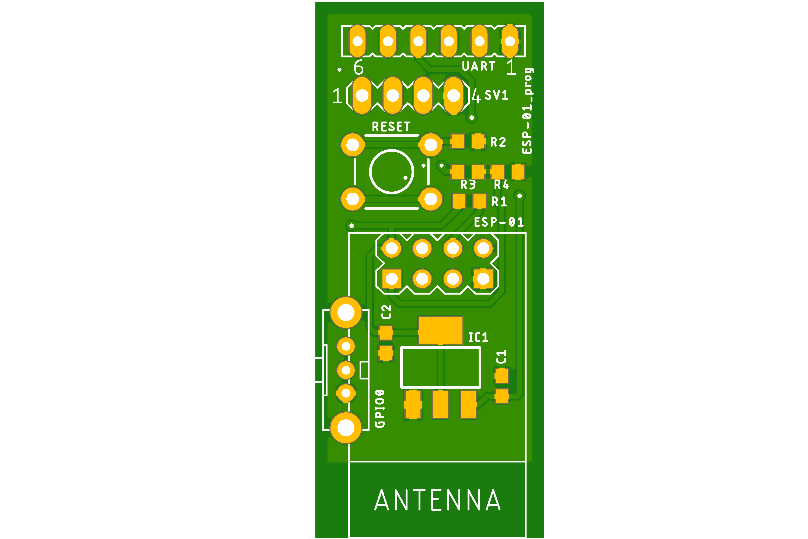 UART
6 1
1 4 SV1
ESP-01_prog
RESET
R2
R3 R4
R1
ESP-01
C2
IC1
C1
GPIO0
ANTENNA